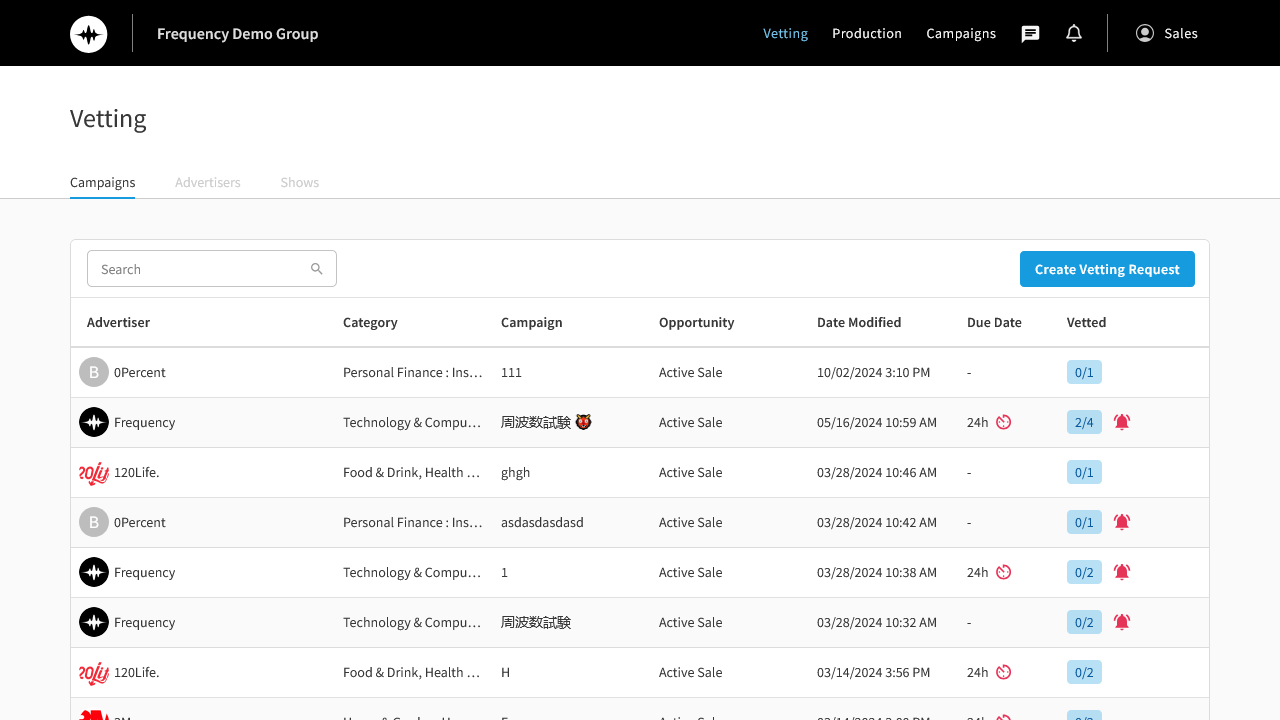 Frequency Demo Group
Vetting Production Campaigns Sales
Vetting
Campaigns Advertisers Shows
Search Create Vetting Request
Advertiser Category Campaign Opportunity Date Modified Due Date Vetted
B 0Percent Personal Finance : Ins… 111 Active Sale 10/02/2024 3:10 PM - 0/1
Frequency Technology & Compu… 周波数試験 👹 Active Sale 05/16/2024 10:59 AM 24h 2/4
120Life. Food & Drink, Health … ghgh Active Sale 03/28/2024 10:46 AM - 0/1
B 0Percent Personal Finance : Ins… asdasdasdasd Active Sale 03/28/2024 10:42 AM - 0/1
Frequency Technology & Compu… 1 Active Sale 03/28/2024 10:38 AM 24h 0/2
Frequency Technology & Compu… 周波数試験 Active Sale 03/28/2024 10:32 AM - 0/2
120Life. Food & Drink, Health … H Active Sale 03/14/2024 3:56 PM 24h 0/2